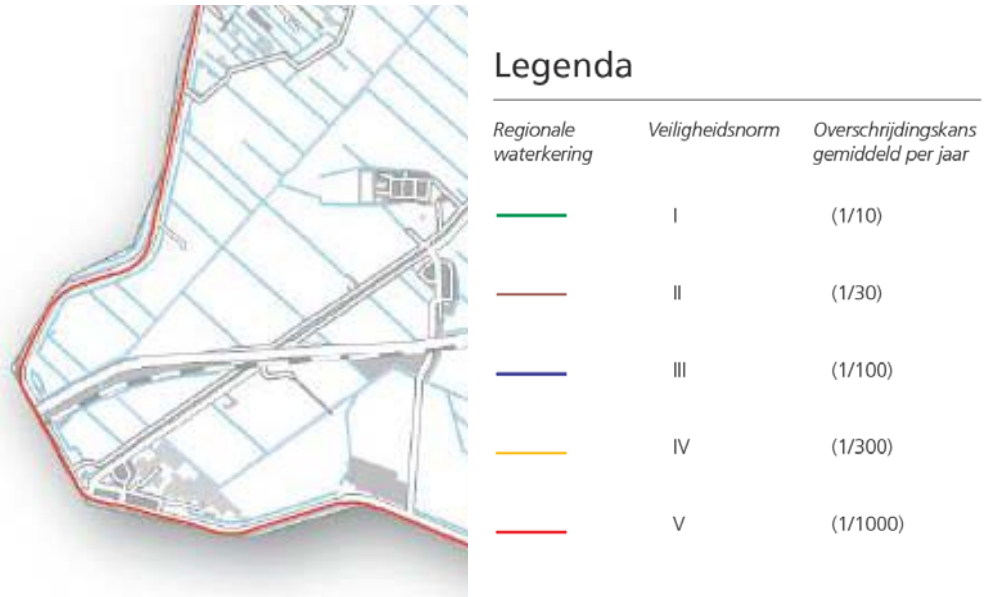 Legenda
Regionale waterkering Veiligheidsnorm Overschrijdingskans gemiddeld per jaar
I (1/10)
II (1/30)
III (1/100)
IV (1/300)
V (1/1000)